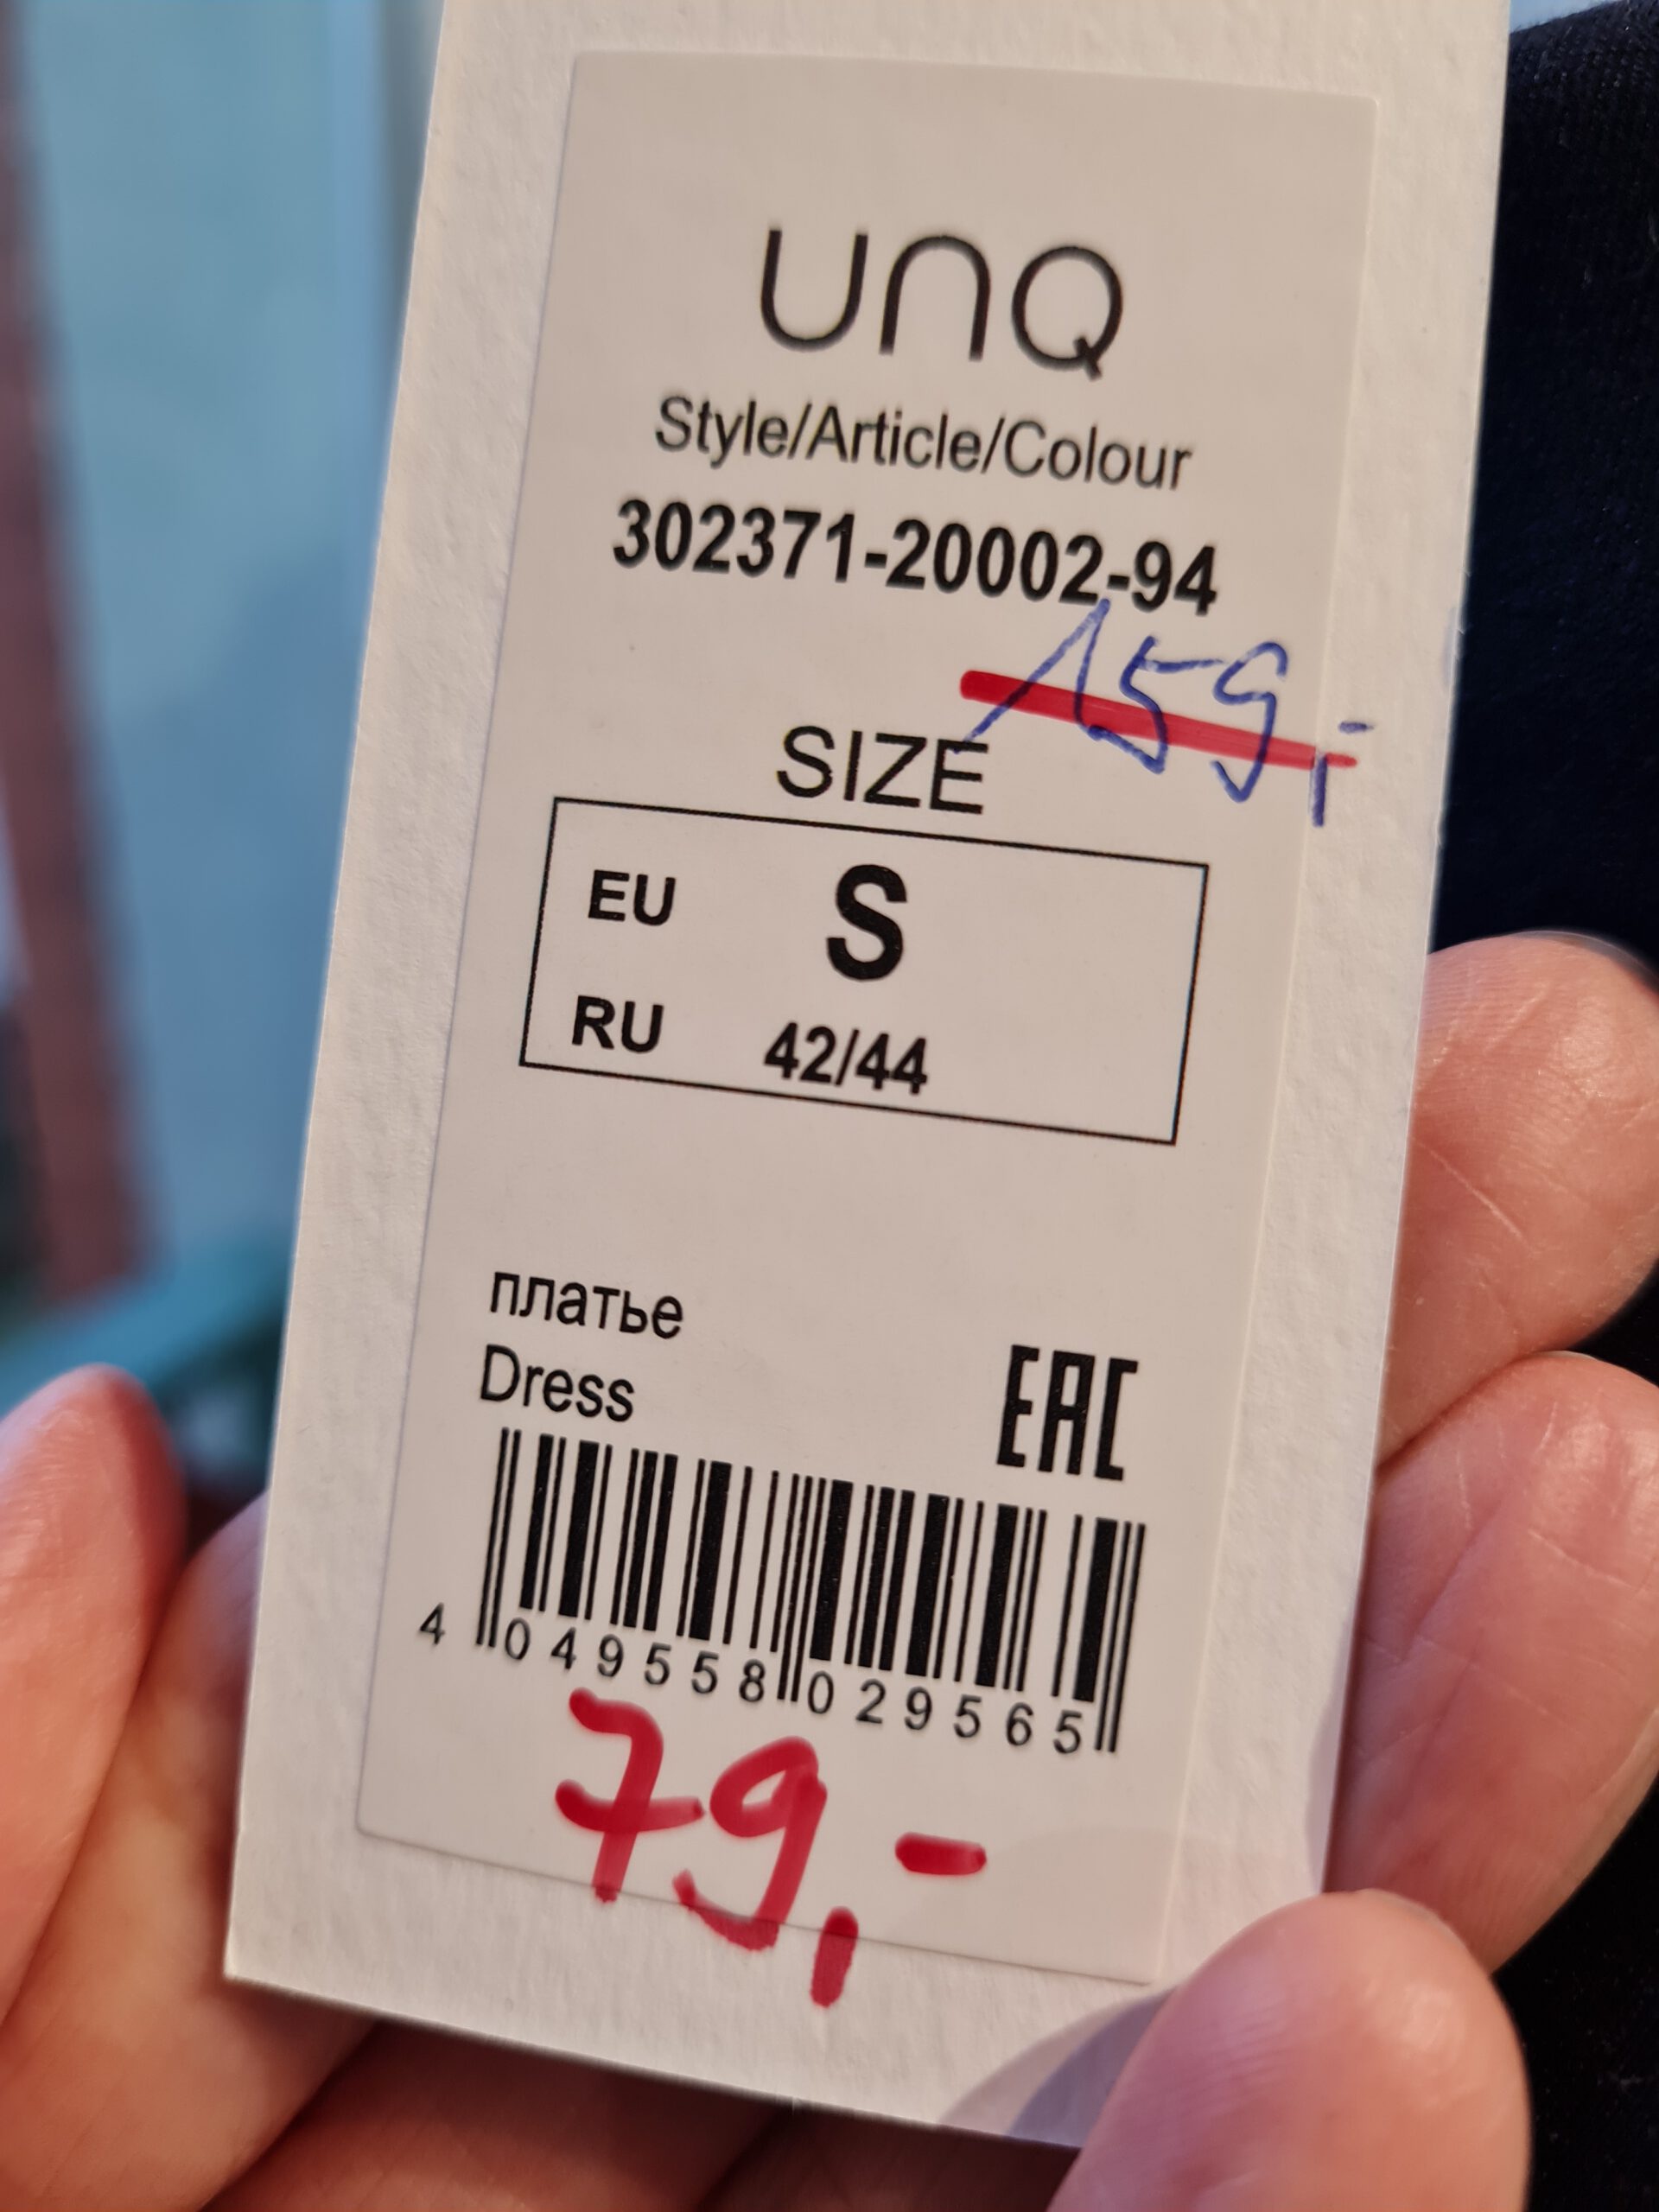 unQ
Style/Article/Colour
302371-20002-94
159,-
SIZE
EU S
RU 42/44
платье
Dress
EAC
4 049558 029565
79,-